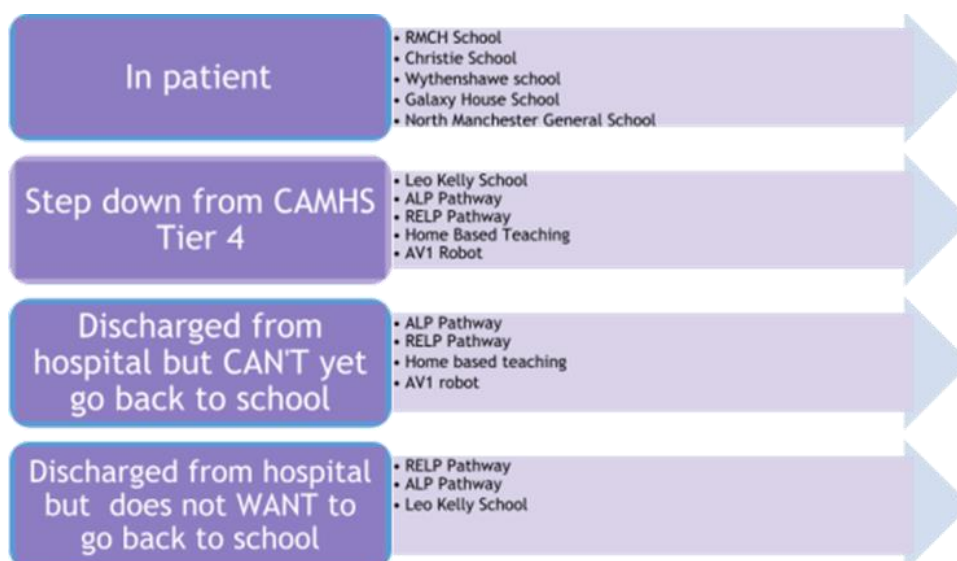 In patient
• RMCH School
• Christie School
• Wythenshawe school
• Galaxy House School
• North Manchester General School
Step down from CAMHS
Tier 4
• Leo Kelly School
• ALP Pathway
• RELP Pathway
• Home Based Teaching
• AV1 Robot
Discharged from
hospital but CAN'T yet
go back to school
• ALP Pathway
• RELP Pathway
• Home based teaching
• AV1 robot
Discharged from hospital
but does not WANT to
go back to school
• RELP Pathway
• ALP Pathway
• Leo Kelly School